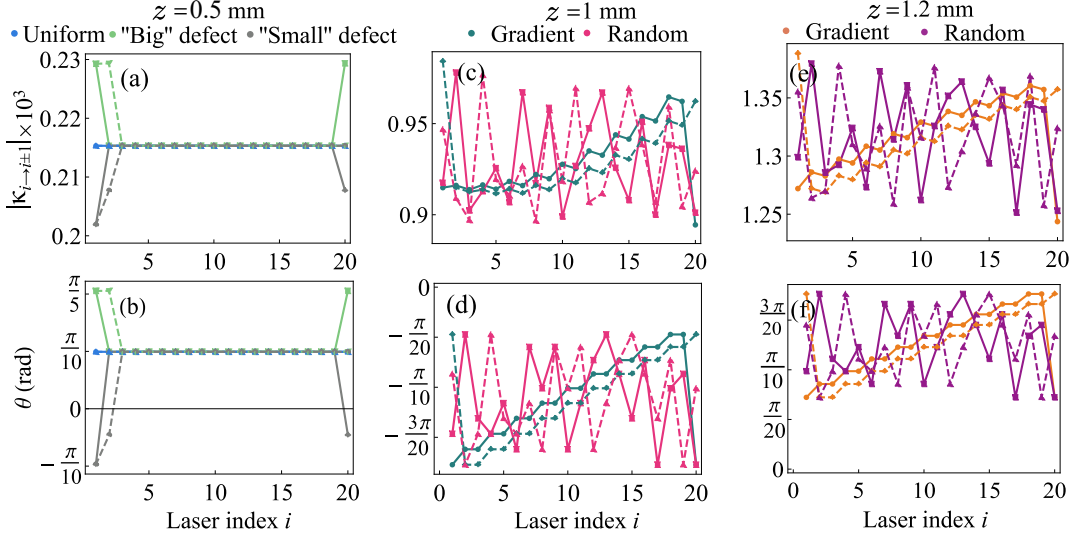 z = 0.5 mm
z = 1 mm
z = 1.2 mm
Uniform "Big" defect "Small" defect
Gradient Random
Gradient Random
(a)
(c)
(e)
|κi→i±1| × 10³
0.23
0.22
0.21
0.2
0.95
0.9
1.35
1.3
1.25
5 10 15 20
5 10 15 20
5 10 15 20
(b)
(d)
(f)
θ (rad)
π/5
π/10
0
−π/10
0
−π/20
−π/10
−3π/20
3π/20
π/10
π/20
0
5 10 15 20
0 5 10 15 20
0 5 10 15 20
Laser index i
Laser index i
Laser index i